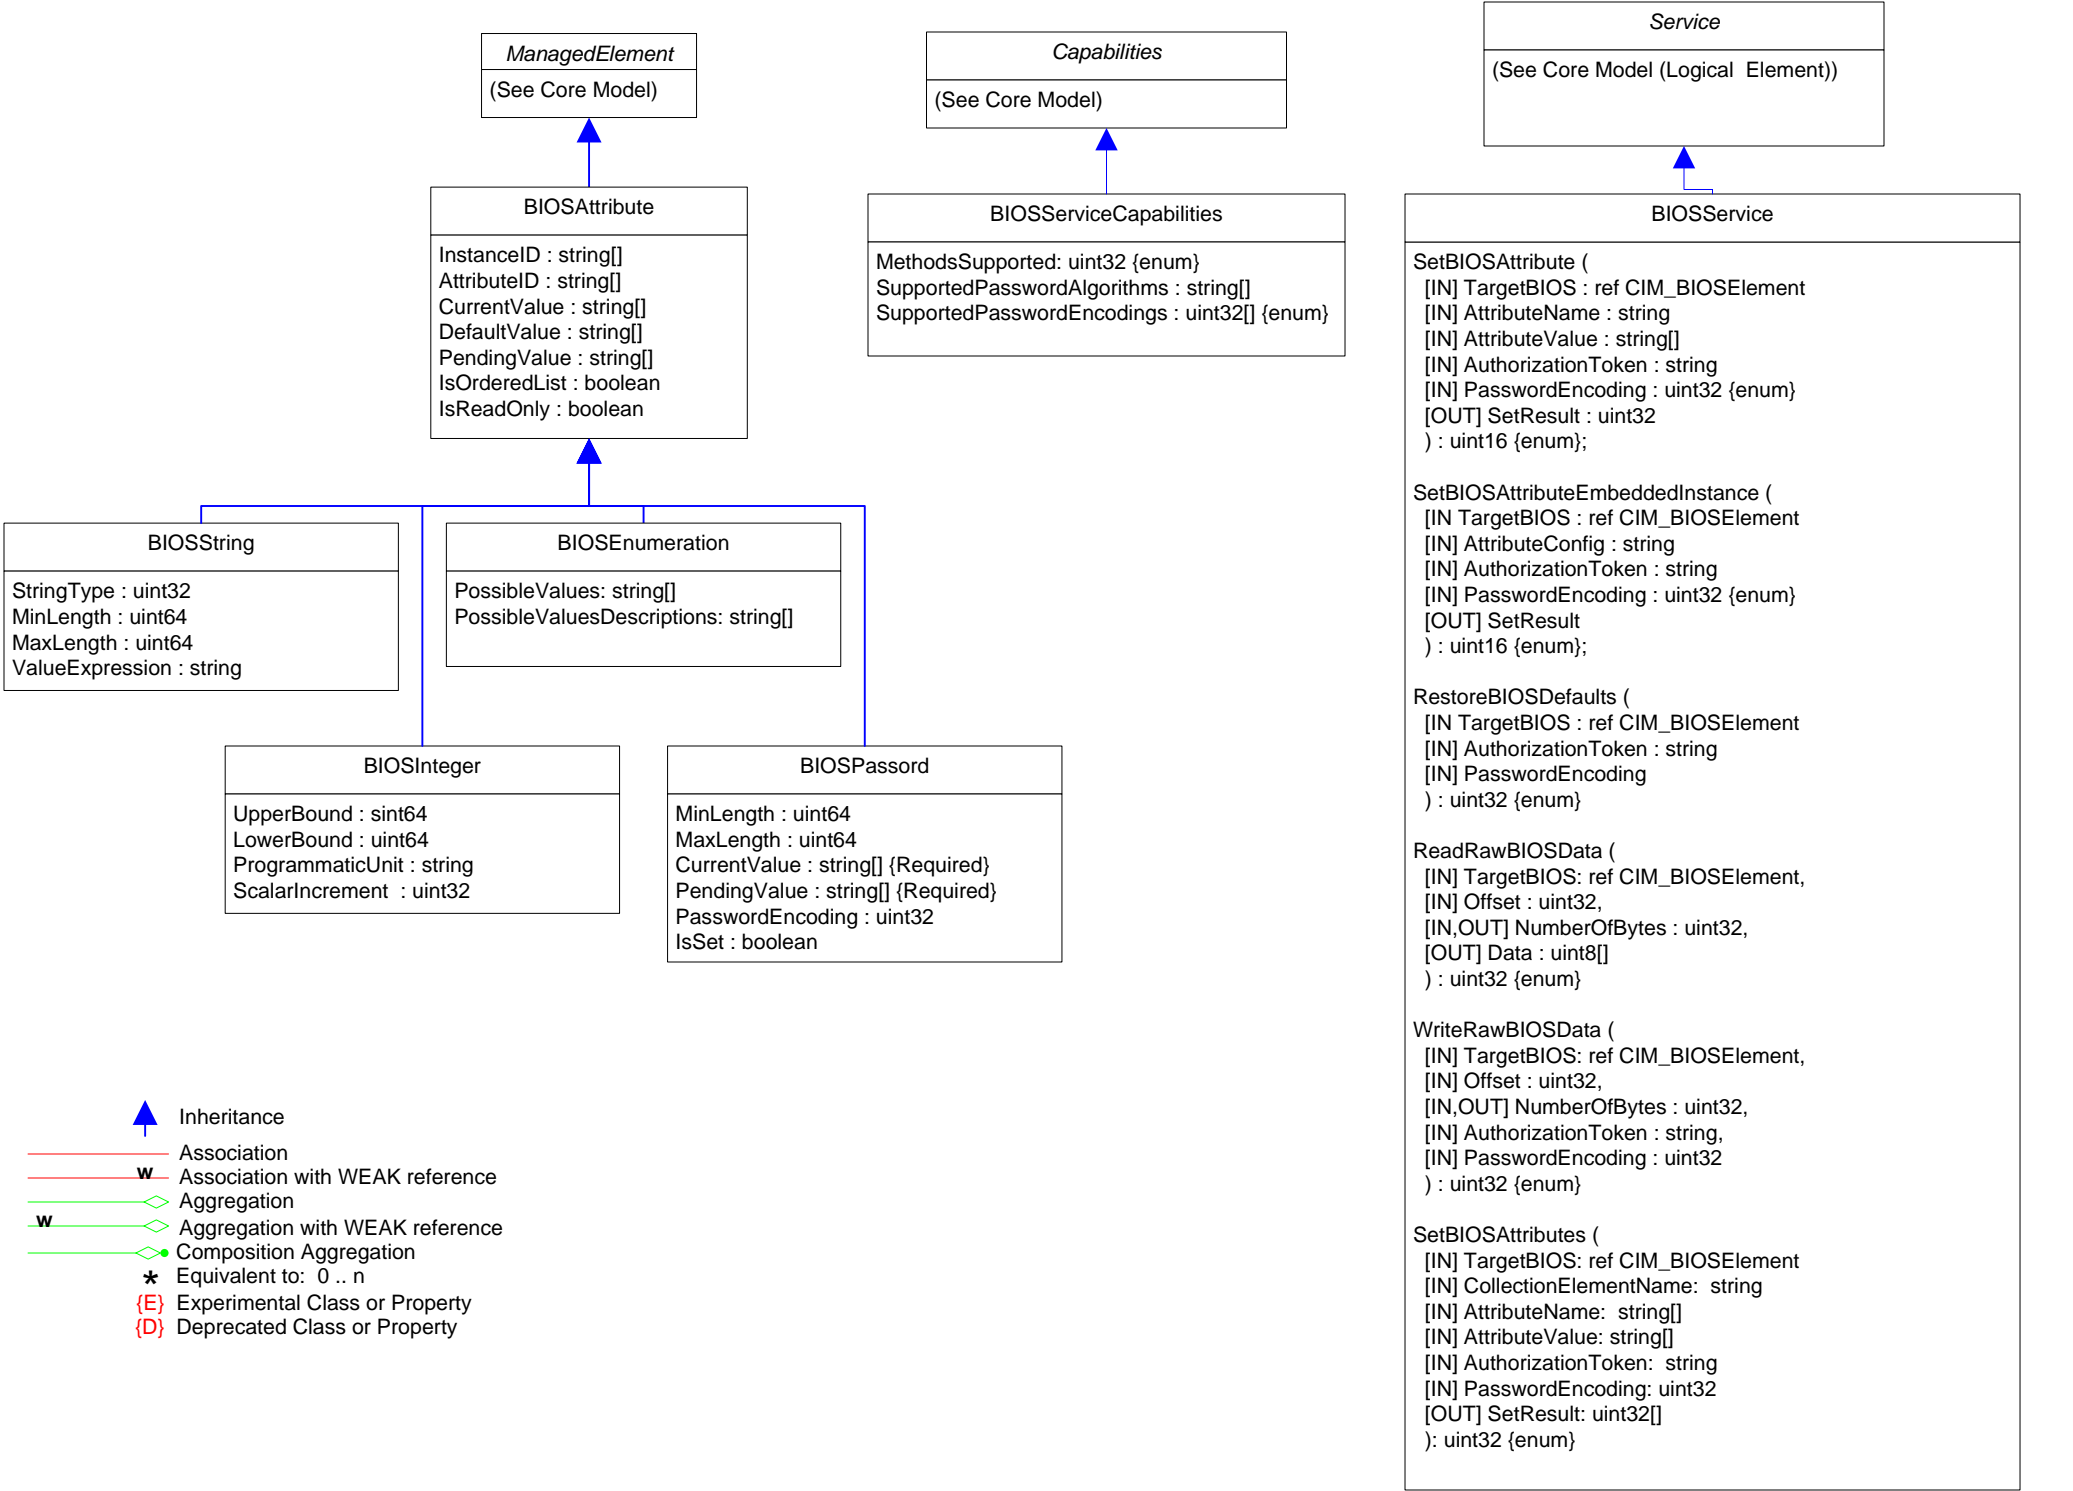 ManagedElement
(See Core Model)
Capabilities
(See Core Model)
Service
(See Core Model (Logical  Element))
BIOSAttribute
InstanceID : string[]
AttributeID : string[]
CurrentValue : string[]
DefaultValue : string[]
PendingValue : string[]
IsOrderedList : boolean
IsReadOnly : boolean
BIOSServiceCapabilities
MethodsSupported: uint32 {enum}
SupportedPasswordAlgorithms : string[]
SupportedPasswordEncodings : uint32[] {enum}
BIOSService
SetBIOSAttribute (
[IN] TargetBIOS : ref CIM_BIOSElement
[IN] AttributeName : string
[IN] AttributeValue : string[]
[IN] AuthorizationToken : string
[IN] PasswordEncoding : uint32 {enum}
[OUT] SetResult : uint32
) : uint16 {enum};
SetBIOSAttributeEmbeddedInstance (
[IN TargetBIOS : ref CIM_BIOSElement
[IN] AttributeConfig : string
[IN] AuthorizationToken : string
[IN] PasswordEncoding : uint32 {enum}
[OUT] SetResult
) : uint16 {enum};
RestoreBIOSDefaults (
[IN TargetBIOS : ref CIM_BIOSElement
[IN] AuthorizationToken : string
[IN] PasswordEncoding
) : uint32 {enum}
ReadRawBIOSData (
[IN] TargetBIOS: ref CIM_BIOSElement,
[IN] Offset : uint32,
[IN,OUT] NumberOfBytes : uint32,
[OUT] Data : uint8[]
) : uint32 {enum}
WriteRawBIOSData (
[IN] TargetBIOS: ref CIM_BIOSElement,
[IN] Offset : uint32,
[IN,OUT] NumberOfBytes : uint32,
[IN] AuthorizationToken : string,
[IN] PasswordEncoding : uint32
) : uint32 {enum}
SetBIOSAttributes (
[IN] TargetBIOS: ref CIM_BIOSElement
[IN] CollectionElementName:  string
[IN] AttributeName:  string[]
[IN] AttributeValue: string[]
[IN] AuthorizationToken:  string
[IN] PasswordEncoding: uint32
[OUT] SetResult: uint32[]
): uint32 {enum}
BIOSString
StringType : uint32
MinLength : uint64
MaxLength : uint64
ValueExpression : string
BIOSEnumeration
PossibleValues: string[]
PossibleValuesDescriptions: string[]
BIOSInteger
UpperBound : sint64
LowerBound : uint64
ProgrammaticUnit : string
ScalarIncrement  : uint32
BIOSPassord
MinLength : uint64
MaxLength : uint64
CurrentValue : string[] {Required}
PendingValue : string[] {Required}
PasswordEncoding : uint32
IsSet : boolean
Inheritance
Association
w Association with WEAK reference
Aggregation
w Aggregation with WEAK reference
Composition Aggregation
* Equivalent to:  0 .. n
{E} Experimental Class or Property
{D} Deprecated Class or Property